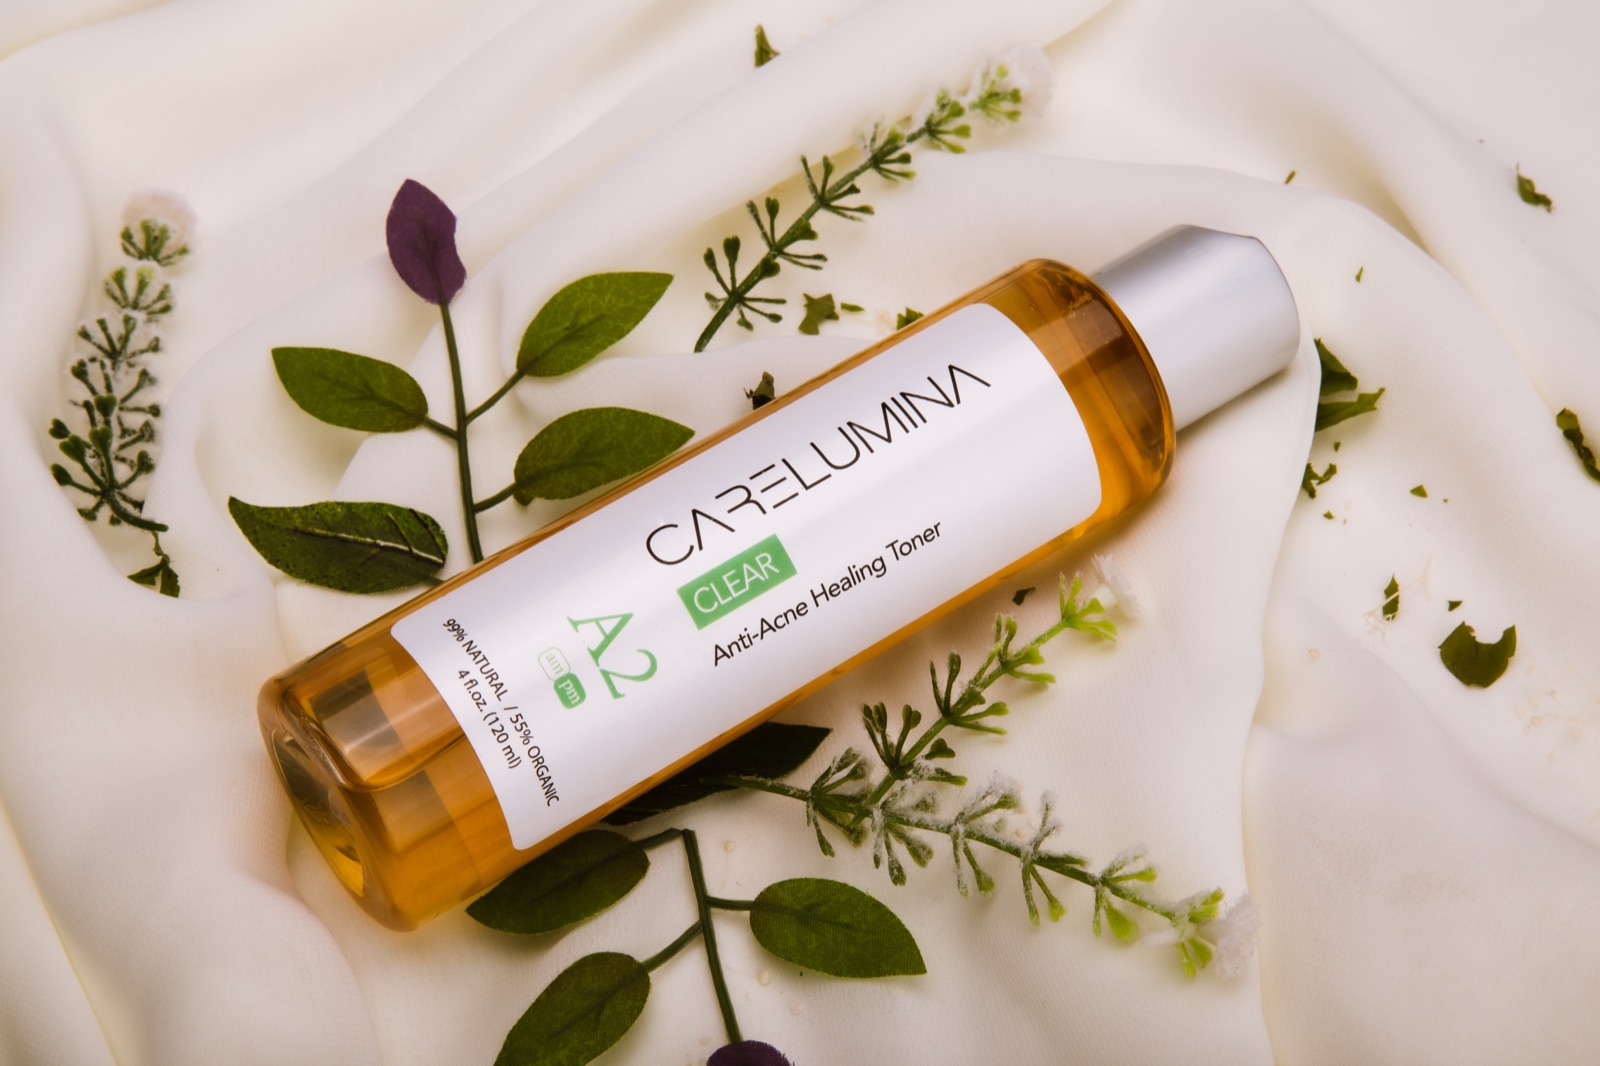 CARELUMINA
CLEAR
Anti-Acne Healing Toner
A2
am pm
99% NATURAL / 55% ORGANIC
4 fl.oz. (120 ml)